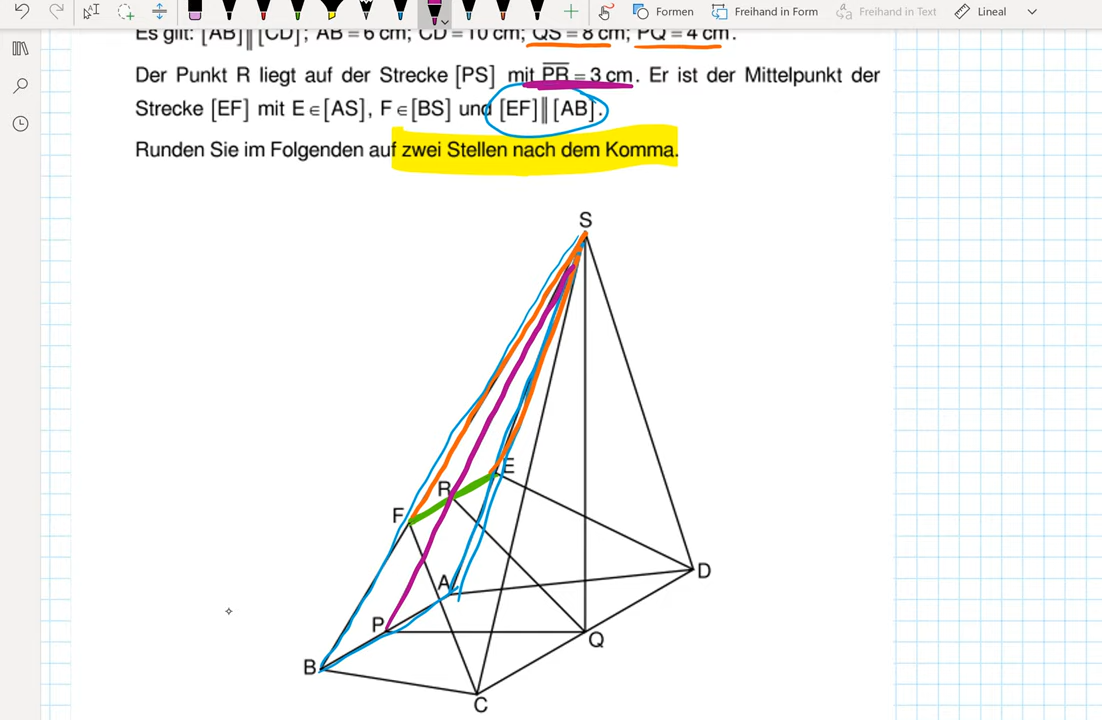 Formen Freihand in Form Freihand in Text Lineal
Es gilt: [AB]∥[CD]; AB = 6 cm; CD = 10 cm; QS = 8 cm; PQ = 4 cm.
Der Punkt R liegt auf der Strecke [PS] mit PR = 3 cm. Er ist der Mittelpunkt der
Strecke [EF] mit E∈[AS], F∈[BS] und [EF]∥[AB].
Runden Sie im Folgenden auf zwei Stellen nach dem Komma.
S
E
R
F
D
A
P
Q
B
C